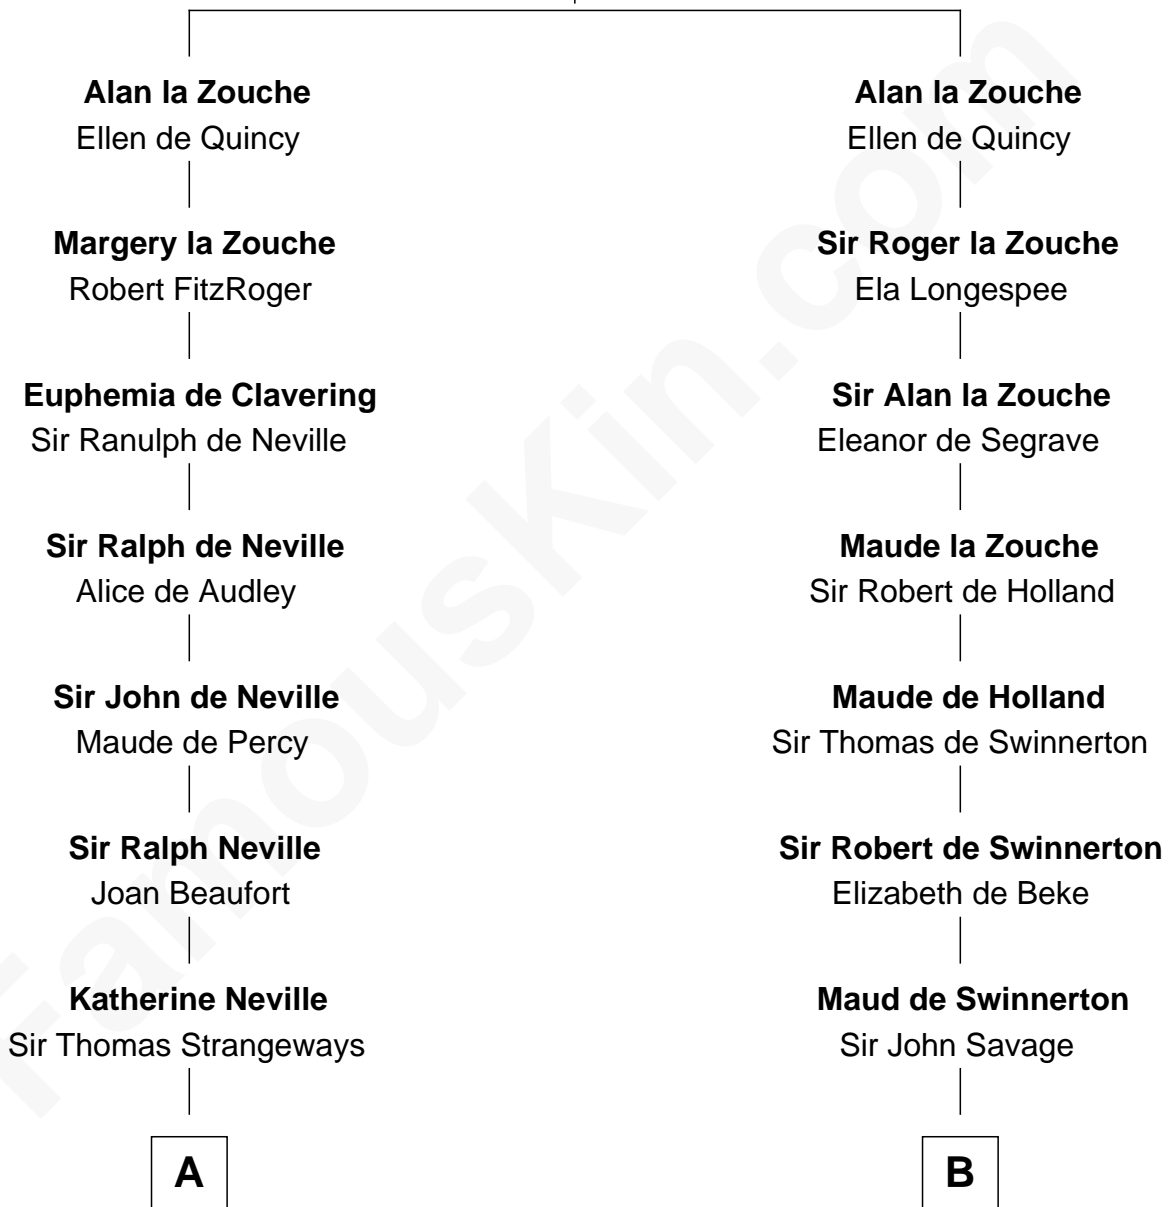 Alan la Zouche
Ellen de Quincy
Margery la Zouche
Robert FitzRoger
Euphemia de Clavering
Sir Ranulph de Neville
Sir Ralph de Neville
Alice de Audley
Sir John de Neville
Maude de Percy
Sir Ralph Neville
Joan Beaufort
Katherine Neville
Sir Thomas Strangeways
A
Alan la Zouche
Ellen de Quincy
Sir Roger la Zouche
Ela Longespee
Sir Alan la Zouche
Eleanor de Segrave
Maude la Zouche
Sir Robert de Holland
Maude de Holland
Sir Thomas de Swinnerton
Sir Robert de Swinnerton
Elizabeth de Beke
Maud de Swinnerton
Sir John Savage
B
FamousKin.com